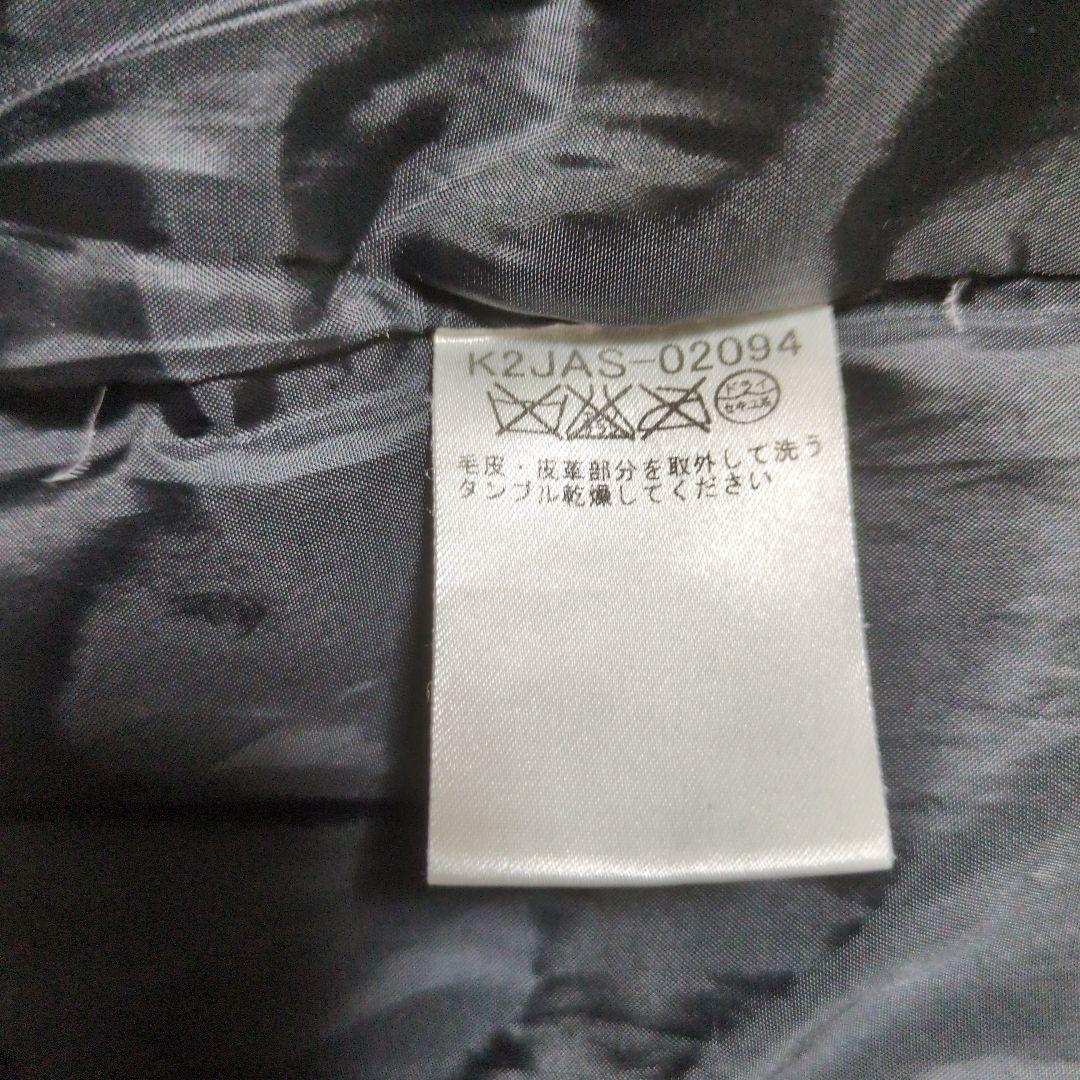 K2JAS-02094
ドライ
セキユ系
毛皮・皮革部分を取外して洗う
タンブル乾燥してください